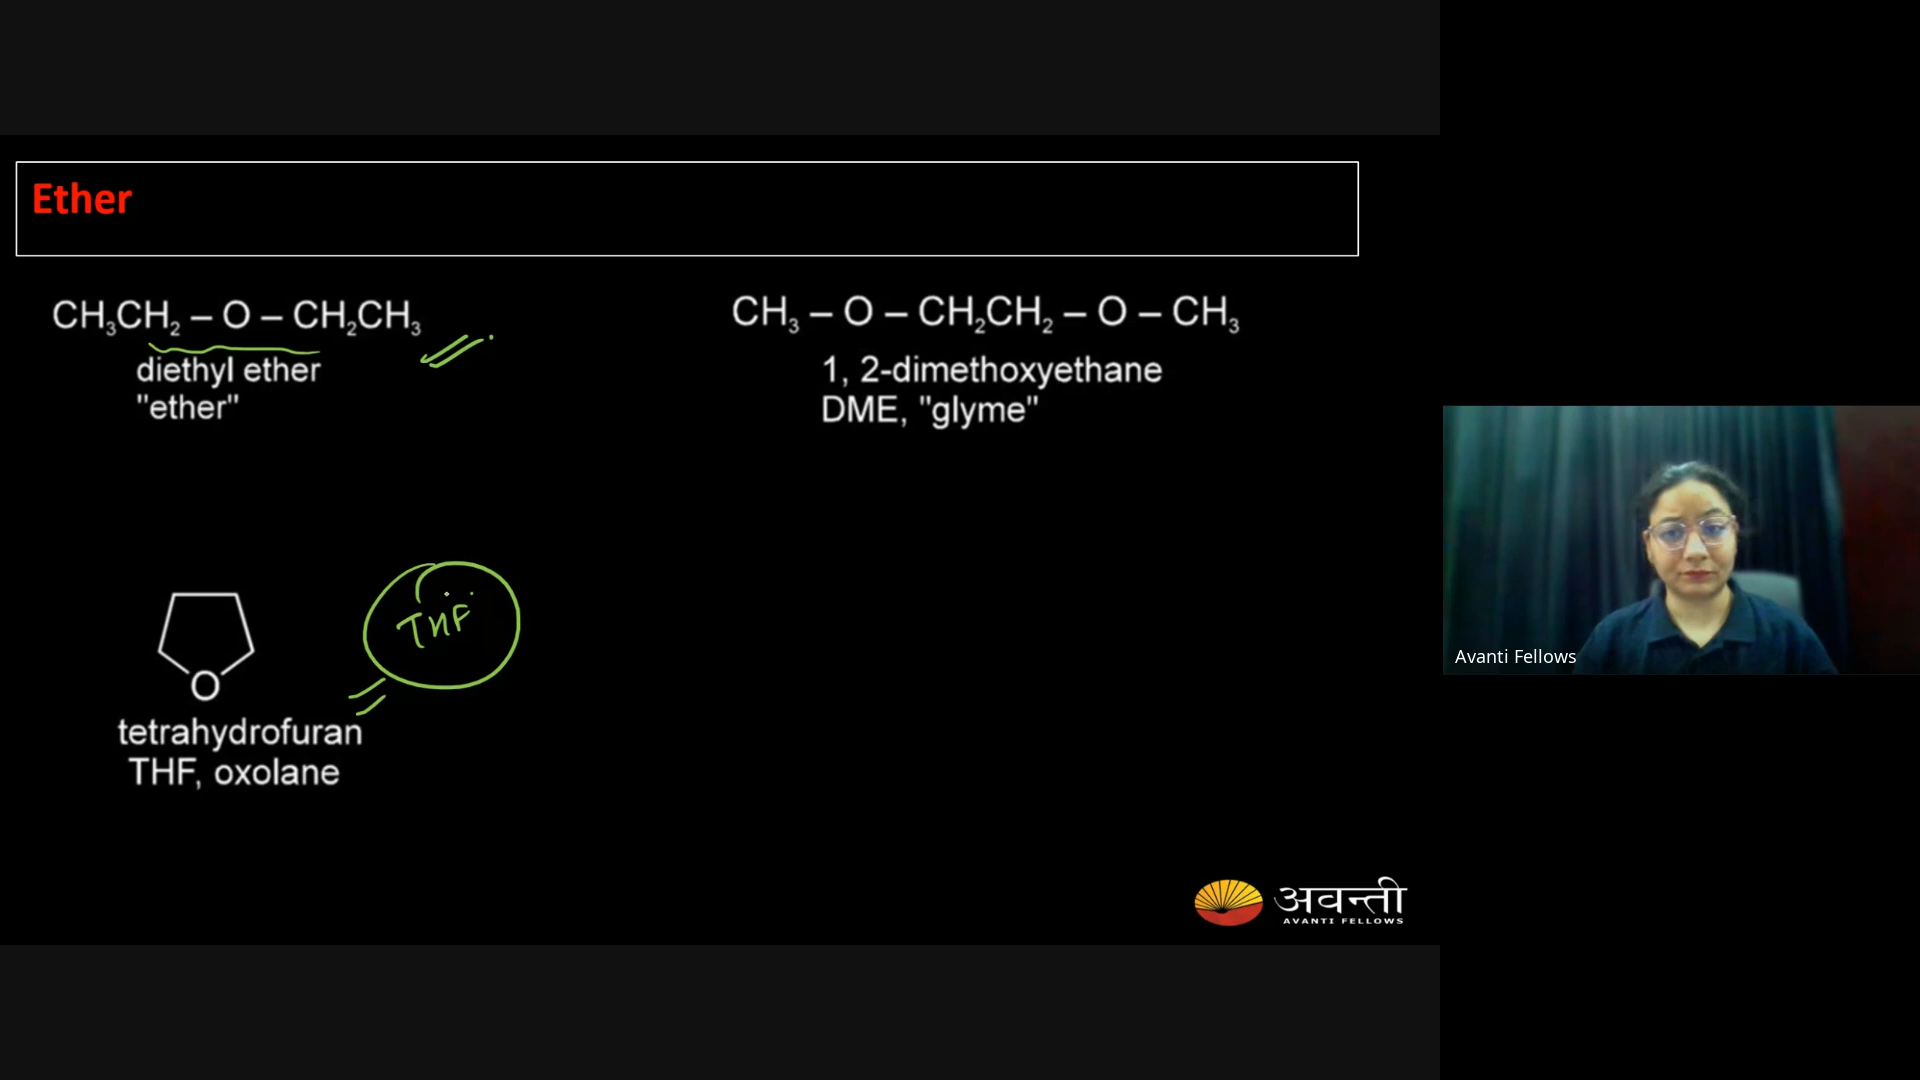 Ether
CH₃CH₂ – O – CH₂CH₃
diethyl ether
"ether"
CH₃ – O – CH₂CH₂ – O – CH₃
1, 2-dimethoxyethane
DME, "glyme"
THF
O
tetrahydrofuran
THF, oxolane
Avanti Fellows
अवन्ती
AVANTI FELLOWS